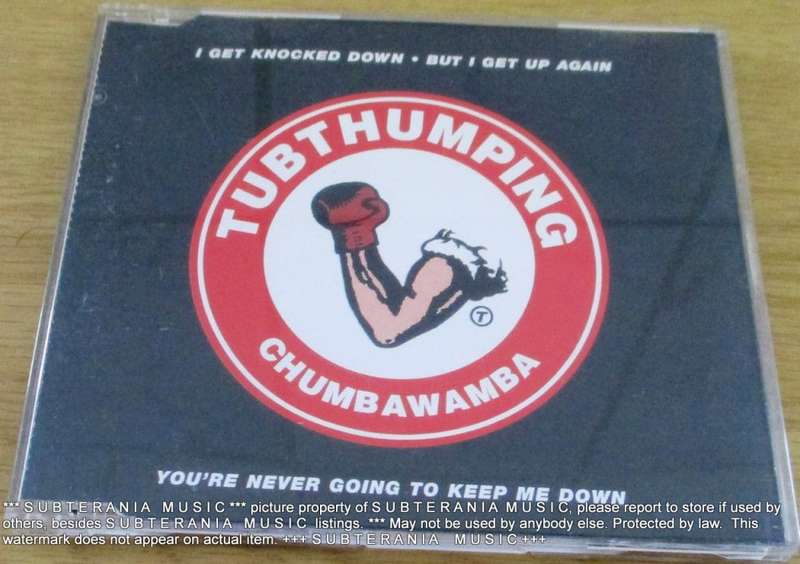 I GET KNOCKED DOWN • BUT I GET UP AGAIN
TUBTHUMPING
T
CHUMBAWAMBA
YOU'RE NEVER GOING TO KEEP ME DOWN
*** S U B T E R A N I A   M U S I C *** picture property of S U B T E R A N I A  M U S I C, please report to store if used by
others, besides S U B T E R A N I A   M U S I C listings. *** May not be used by anybody else. Protected by law.  This
watermark does not appear on actual item. +++ S U B T E R A N I A   M U S I C +++